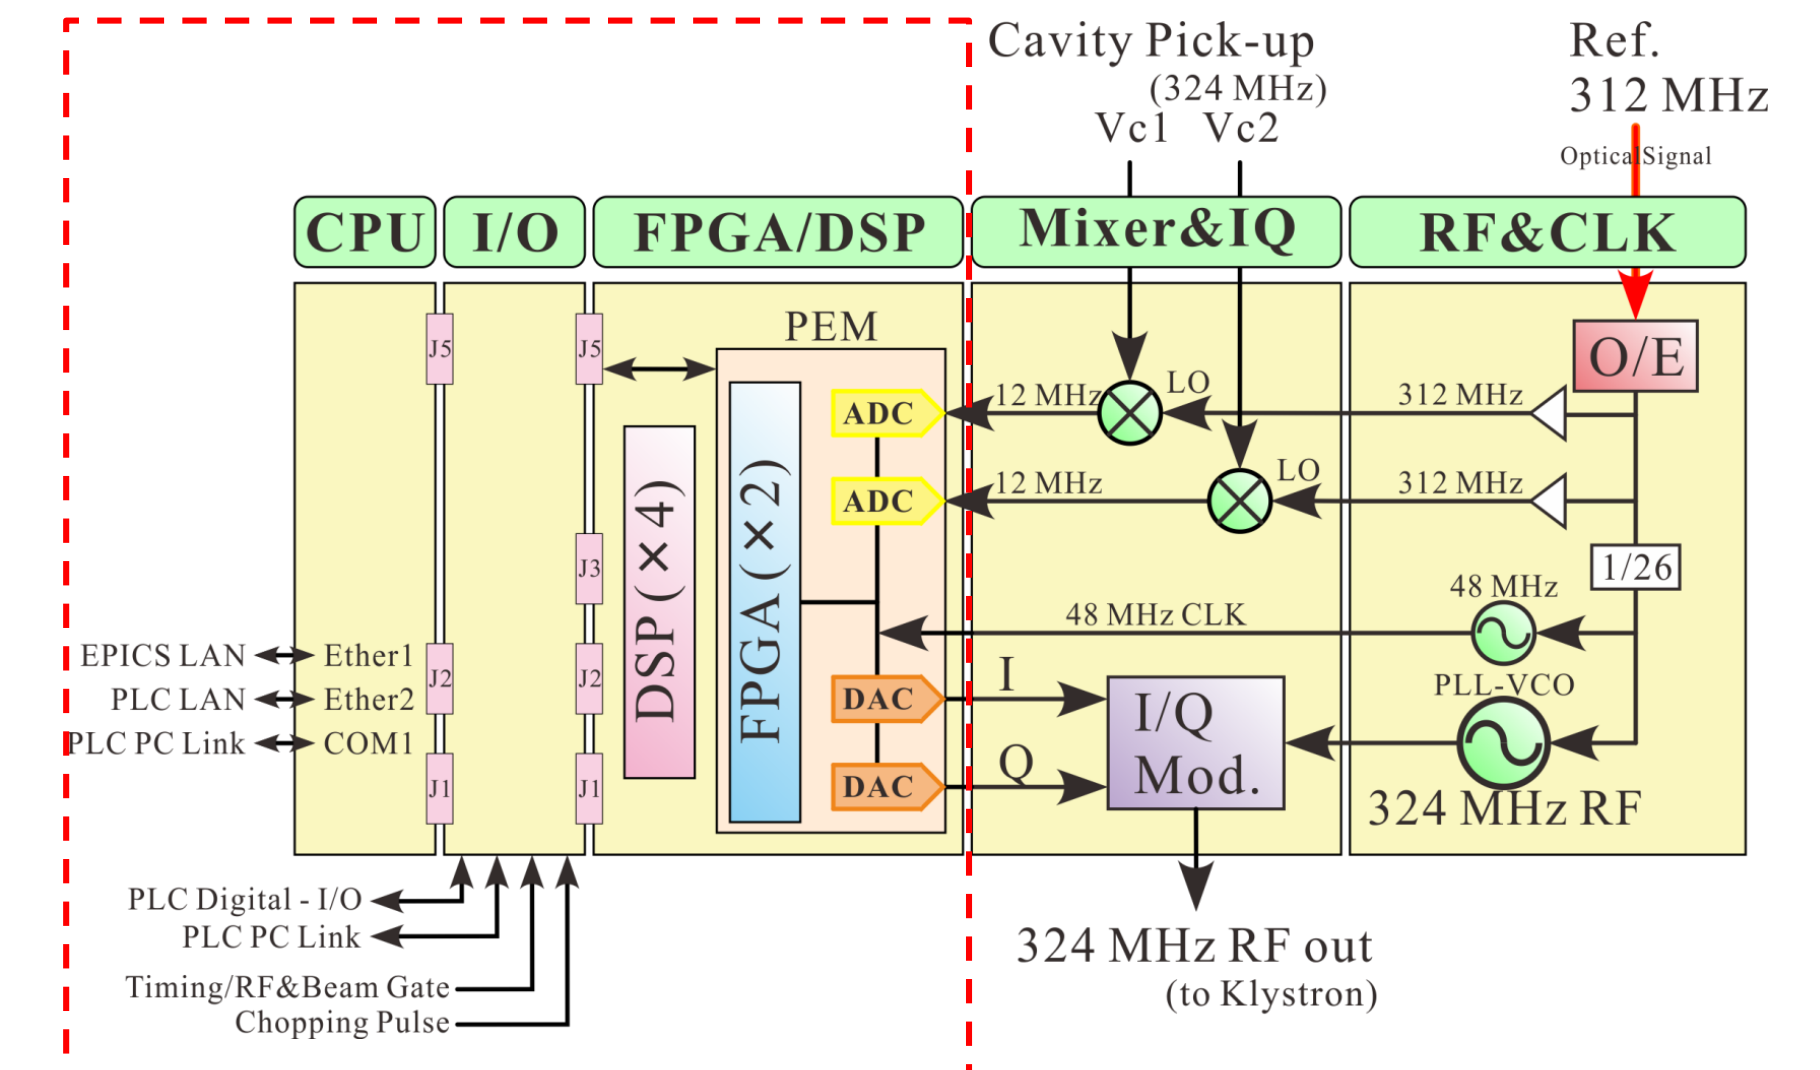 Cavity Pick-up
(324 MHz)
Vc1 Vc2
Ref.
312 MHz
OpticalSignal
CPU
I/O
FPGA/DSP
Mixer&IQ
RF&CLK
PEM
J5
J5
J3
J2
J2
J1
J1
DSP(×4)
FPGA(×2)
ADC
ADC
DAC
DAC
12 MHz
LO
312 MHz
O/E
12 MHz
LO
312 MHz
1/26
48 MHz
48 MHz CLK
PLL-VCO
I
Q
I/Q
Mod.
324 MHz RF
EPICS LAN
Ether1
PLC LAN
Ether2
PLC PC Link
COM1
PLC Digital - I/O
PLC PC Link
Timing/RF&Beam Gate
Chopping Pulse
324 MHz RF out
(to Klystron)